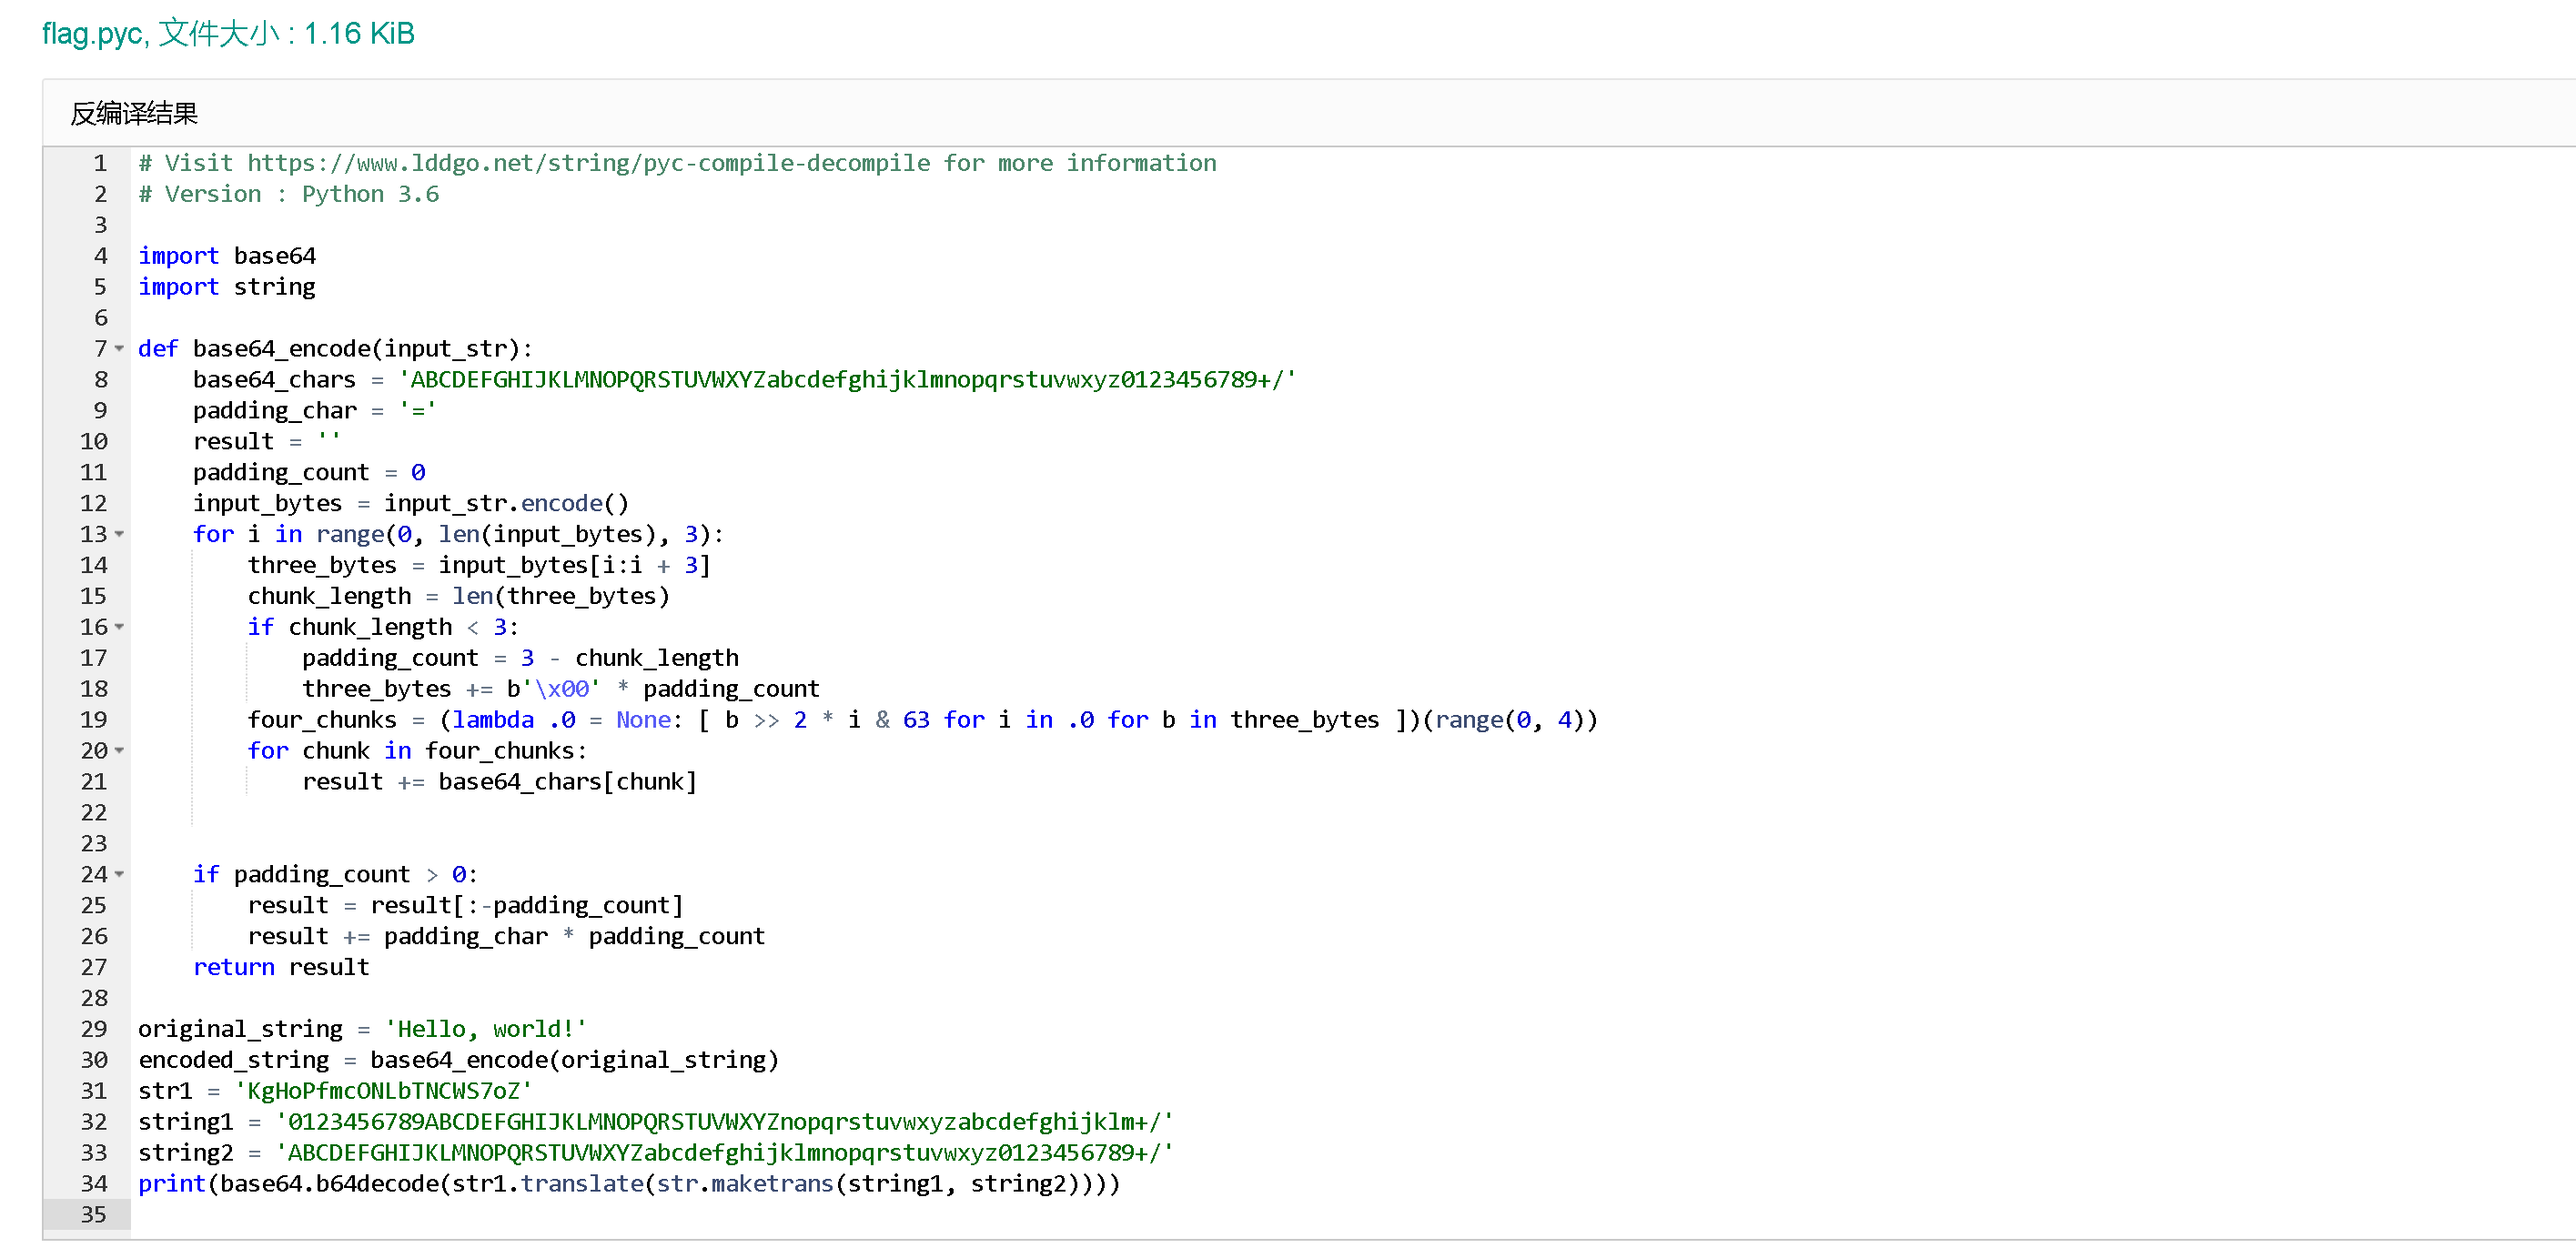 flag.pyc, 文件大小 : 1.16 KiB
反编译结果
1 # Visit https://www.lddgo.net/string/pyc-compile-decompile for more information
2 # Version : Python 3.6
3
4 import base64
5 import string
6
7 def base64_encode(input_str):
8     base64_chars = 'ABCDEFGHIJKLMNOPQRSTUVWXYZabcdefghijklmnopqrstuvwxyz0123456789+/'
9     padding_char = '='
10     result = ''
11     padding_count = 0
12     input_bytes = input_str.encode()
13     for i in range(0, len(input_bytes), 3):
14         three_bytes = input_bytes[i:i + 3]
15         chunk_length = len(three_bytes)
16         if chunk_length < 3:
17             padding_count = 3 - chunk_length
18             three_bytes += b'\x00' * padding_count
19         four_chunks = (lambda .0 = None: [ b >> 2 * i & 63 for i in .0 for b in three_bytes ])(range(0, 4))
20         for chunk in four_chunks:
21             result += base64_chars[chunk]
22
23
24     if padding_count > 0:
25         result = result[:-padding_count]
26         result += padding_char * padding_count
27     return result
28
29 original_string = 'Hello, world!'
30 encoded_string = base64_encode(original_string)
31 str1 = 'KgHoPfmcONLbTNCWS7oZ'
32 string1 = '0123456789ABCDEFGHIJKLMNOPQRSTUVWXYZnopqrstuvwxyzabcdefghijklm+/'
33 string2 = 'ABCDEFGHIJKLMNOPQRSTUVWXYZabcdefghijklmnopqrstuvwxyz0123456789+/'
34 print(base64.b64decode(str1.translate(str.maketrans(string1, string2))))
35